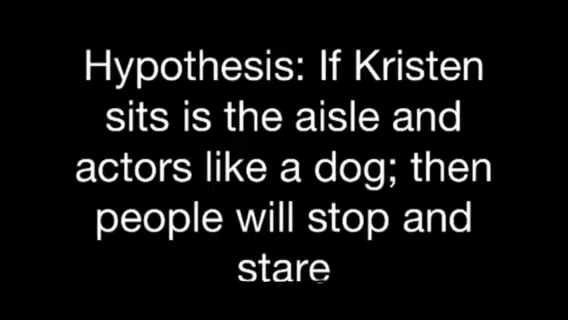 Hypothesis: If Kristen
sits is the aisle and
actors like a dog; then
people will stop and
stare